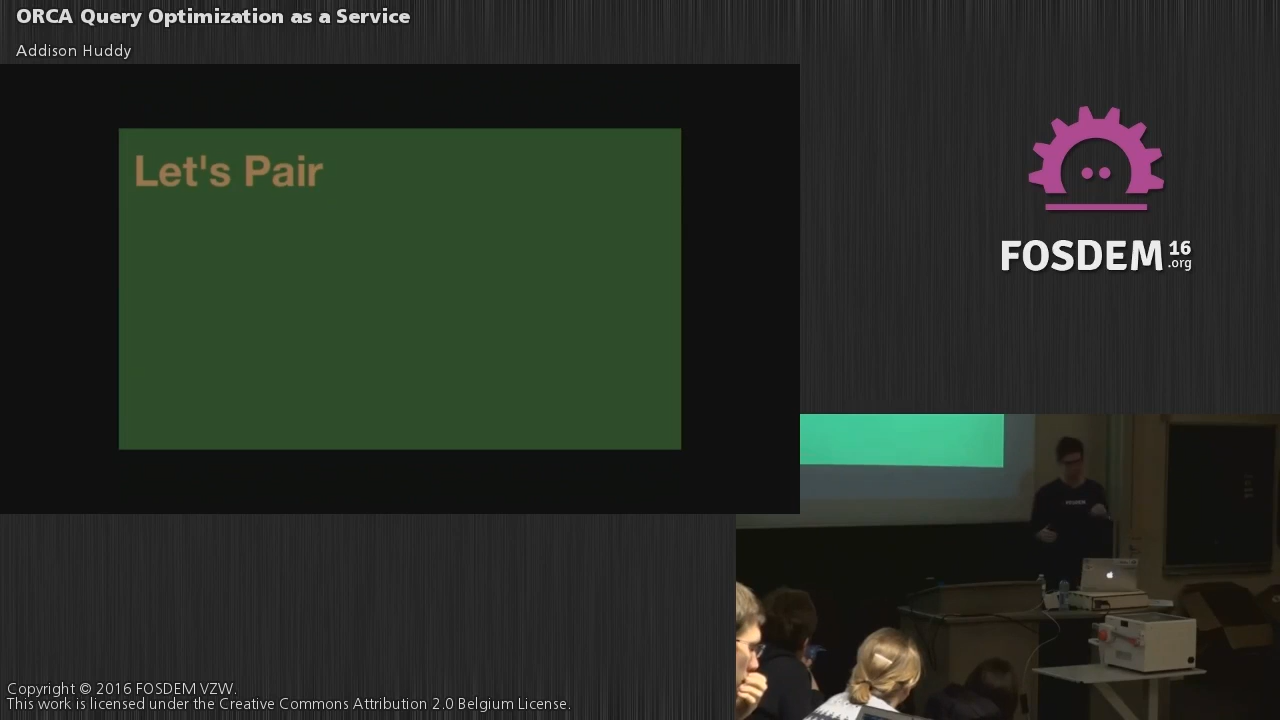 ORCA Query Optimization as a Service
Addison Huddy
Let's Pair
FOSDEM 16
.org
Copyright © 2016 FOSDEM VZW.
This work is licensed under the Creative Commons Attribution 2.0 Belgium License.